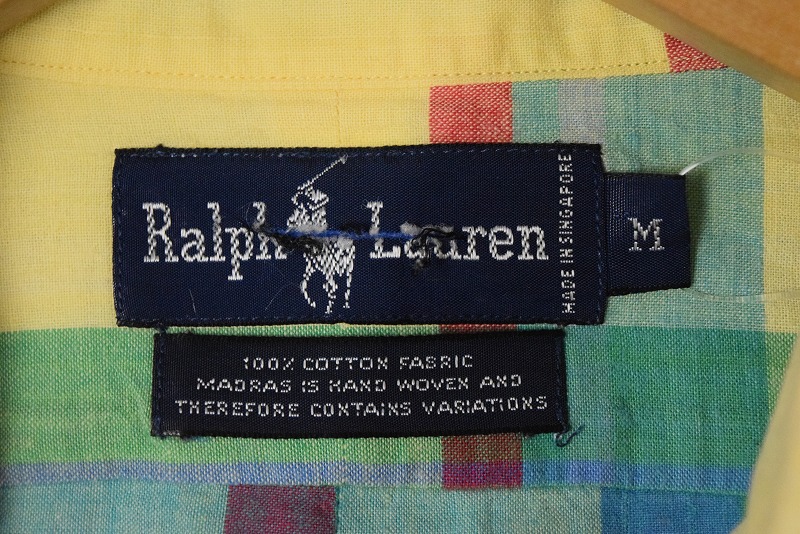 Ralph Lauren
MADE IN SINGAPORE
M
100% COTTON FABRIC
MADRAS IS HAND WOVEN AND
THEREFORE CONTAINS VARIATIONS